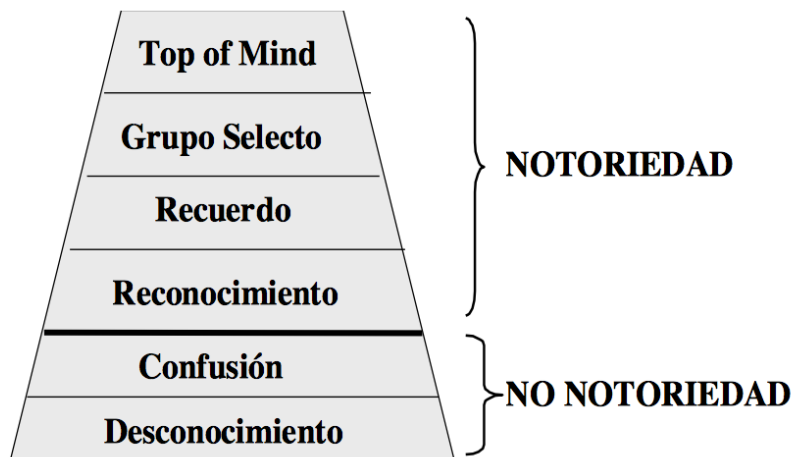 Top of Mind
Grupo Selecto
Recuerdo
Reconocimiento
Confusión
Desconocimiento
NOTORIEDAD
NO NOTORIEDAD